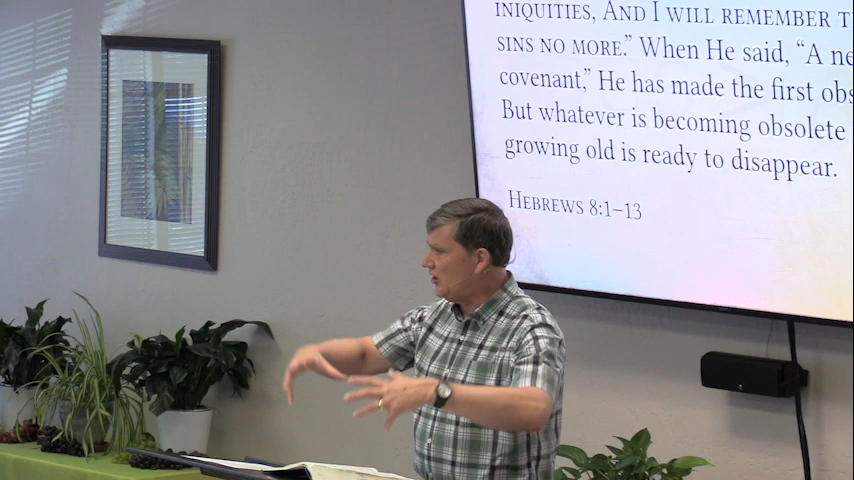 INIQUITIES, AND I WILL REMEMBER
SINS NO MORE.” When He said, “A
covenant,” He has made the first
But whatever is becoming obsolete
growing old is ready to disappear.
HEBREWS 8:1–13